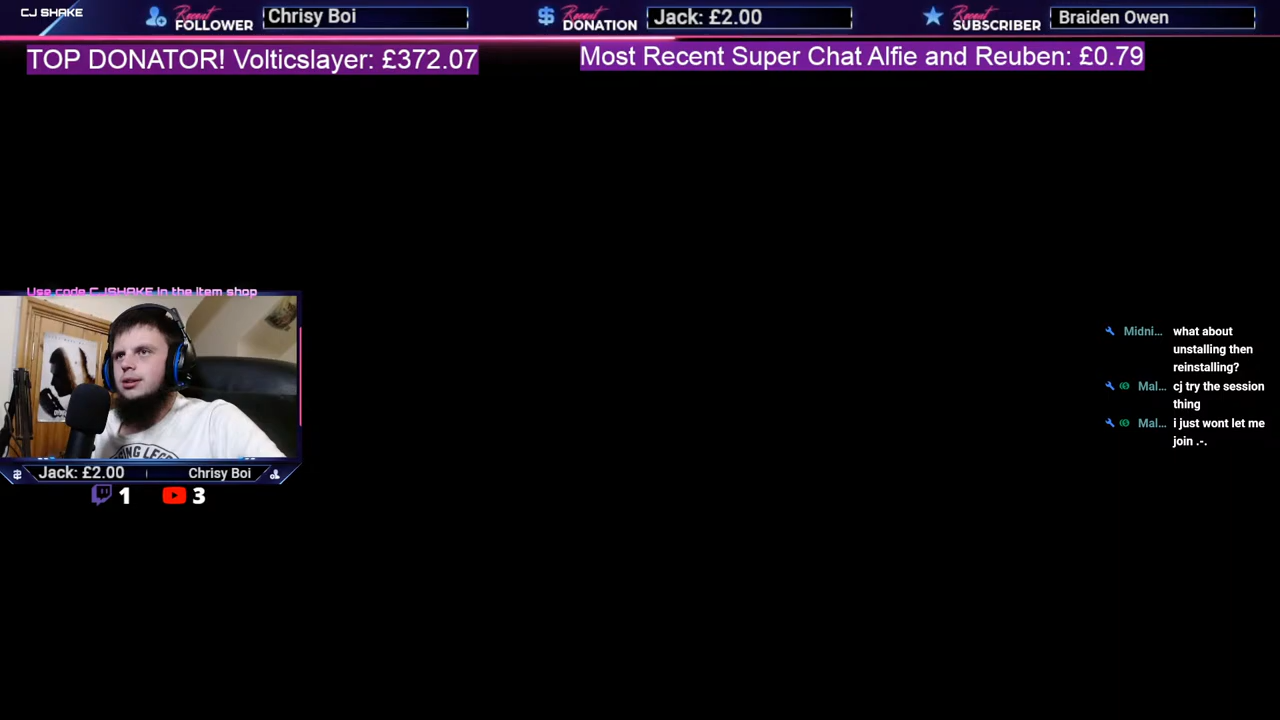 CJ SHAKE
Recent FOLLOWER
Chrisy Boi
Recent DONATION
Jack: £2.00
Recent SUBSCRIBER
Braiden Owen
TOP DONATOR! Volticslayer: £372.07
Most Recent Super Chat Alfie and Reuben: £0.79
Use code CJSHAKE in the item shop
Jack: £2.00
Chrisy Boi
1
3
Midni... what about
unstalling then
reinstalling?
Mal... cj try the session
thing
Mal... i just wont let me
join .-.